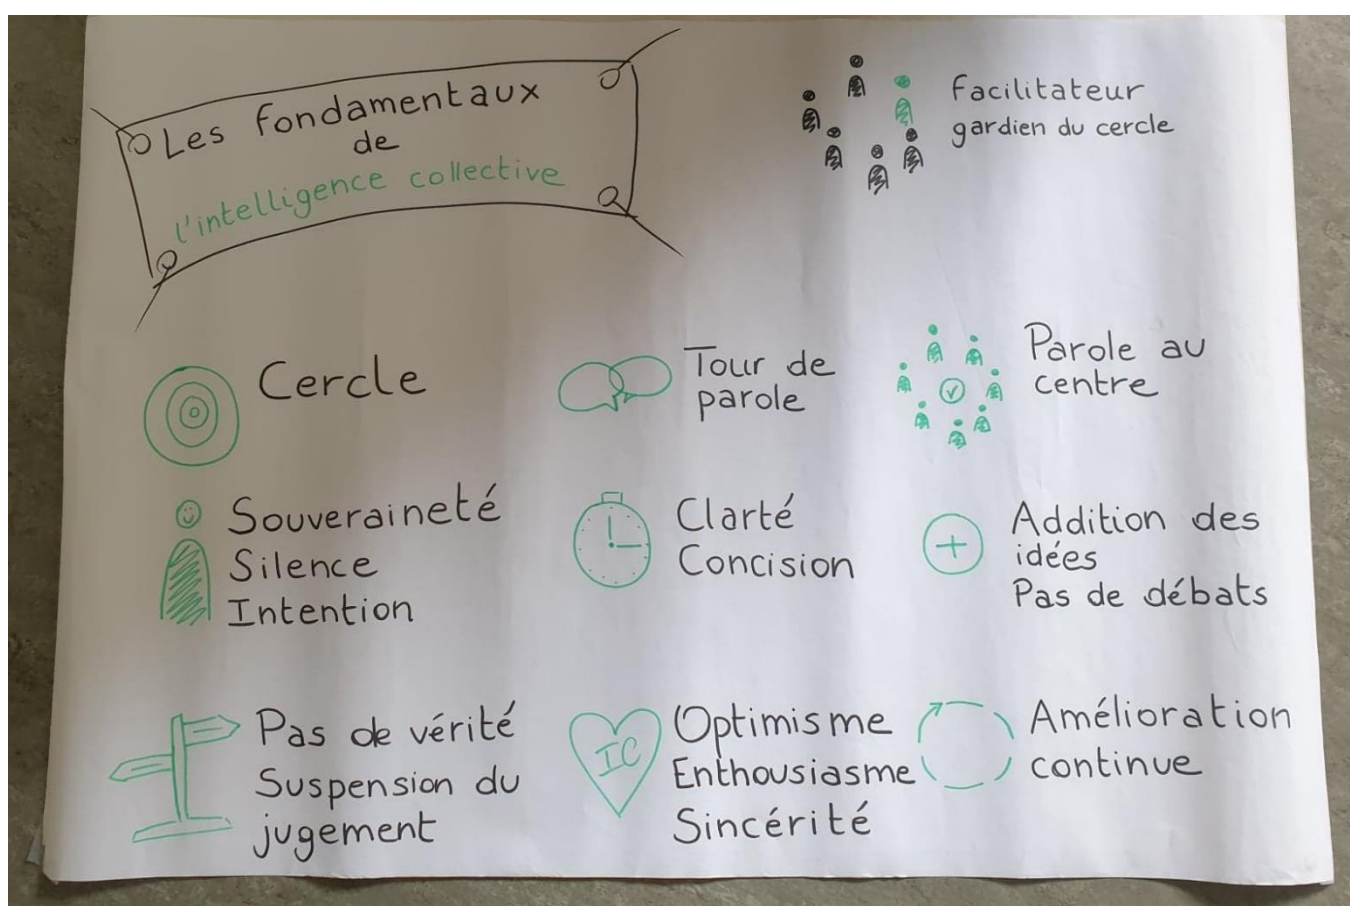 Les fondamentaux
de
l'intelligence collective
Facilitateur
gardien du cercle
Cercle
Tour de
parole
Parole au
centre
Souveraineté
Silence
Intention
Clarté
Concision
Addition des
idées
Pas de débats
Pas de vérité
Suspension du
jugement
IC
Optimisme
Enthousiasme
Sincérité
Amélioration
continue